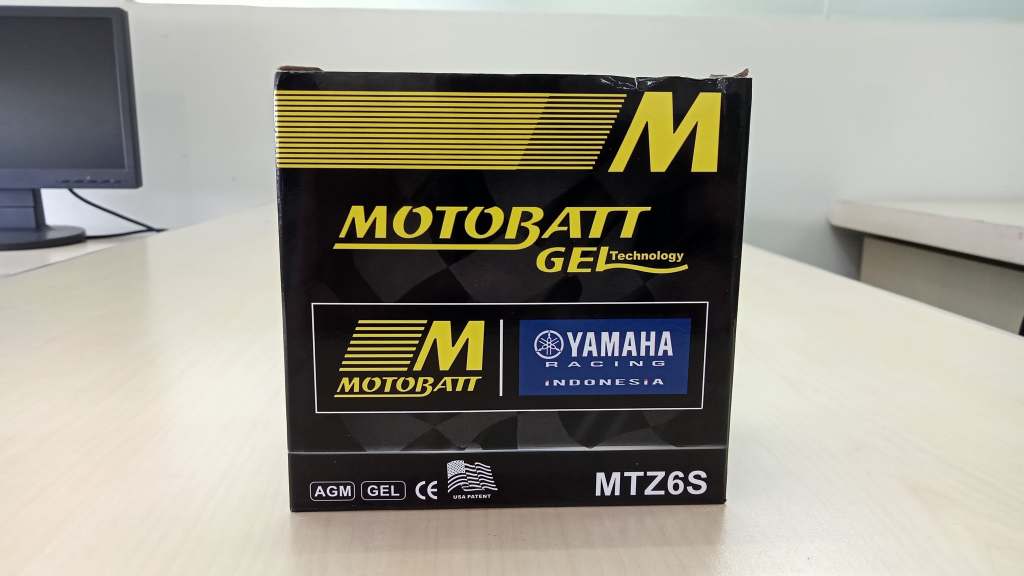 M
MOTOBATT
GEL Technology
M
MOTOBATT
YAMAHA
RACING
INDONESIA
AGM GEL CE USA PATENT MTZ6S